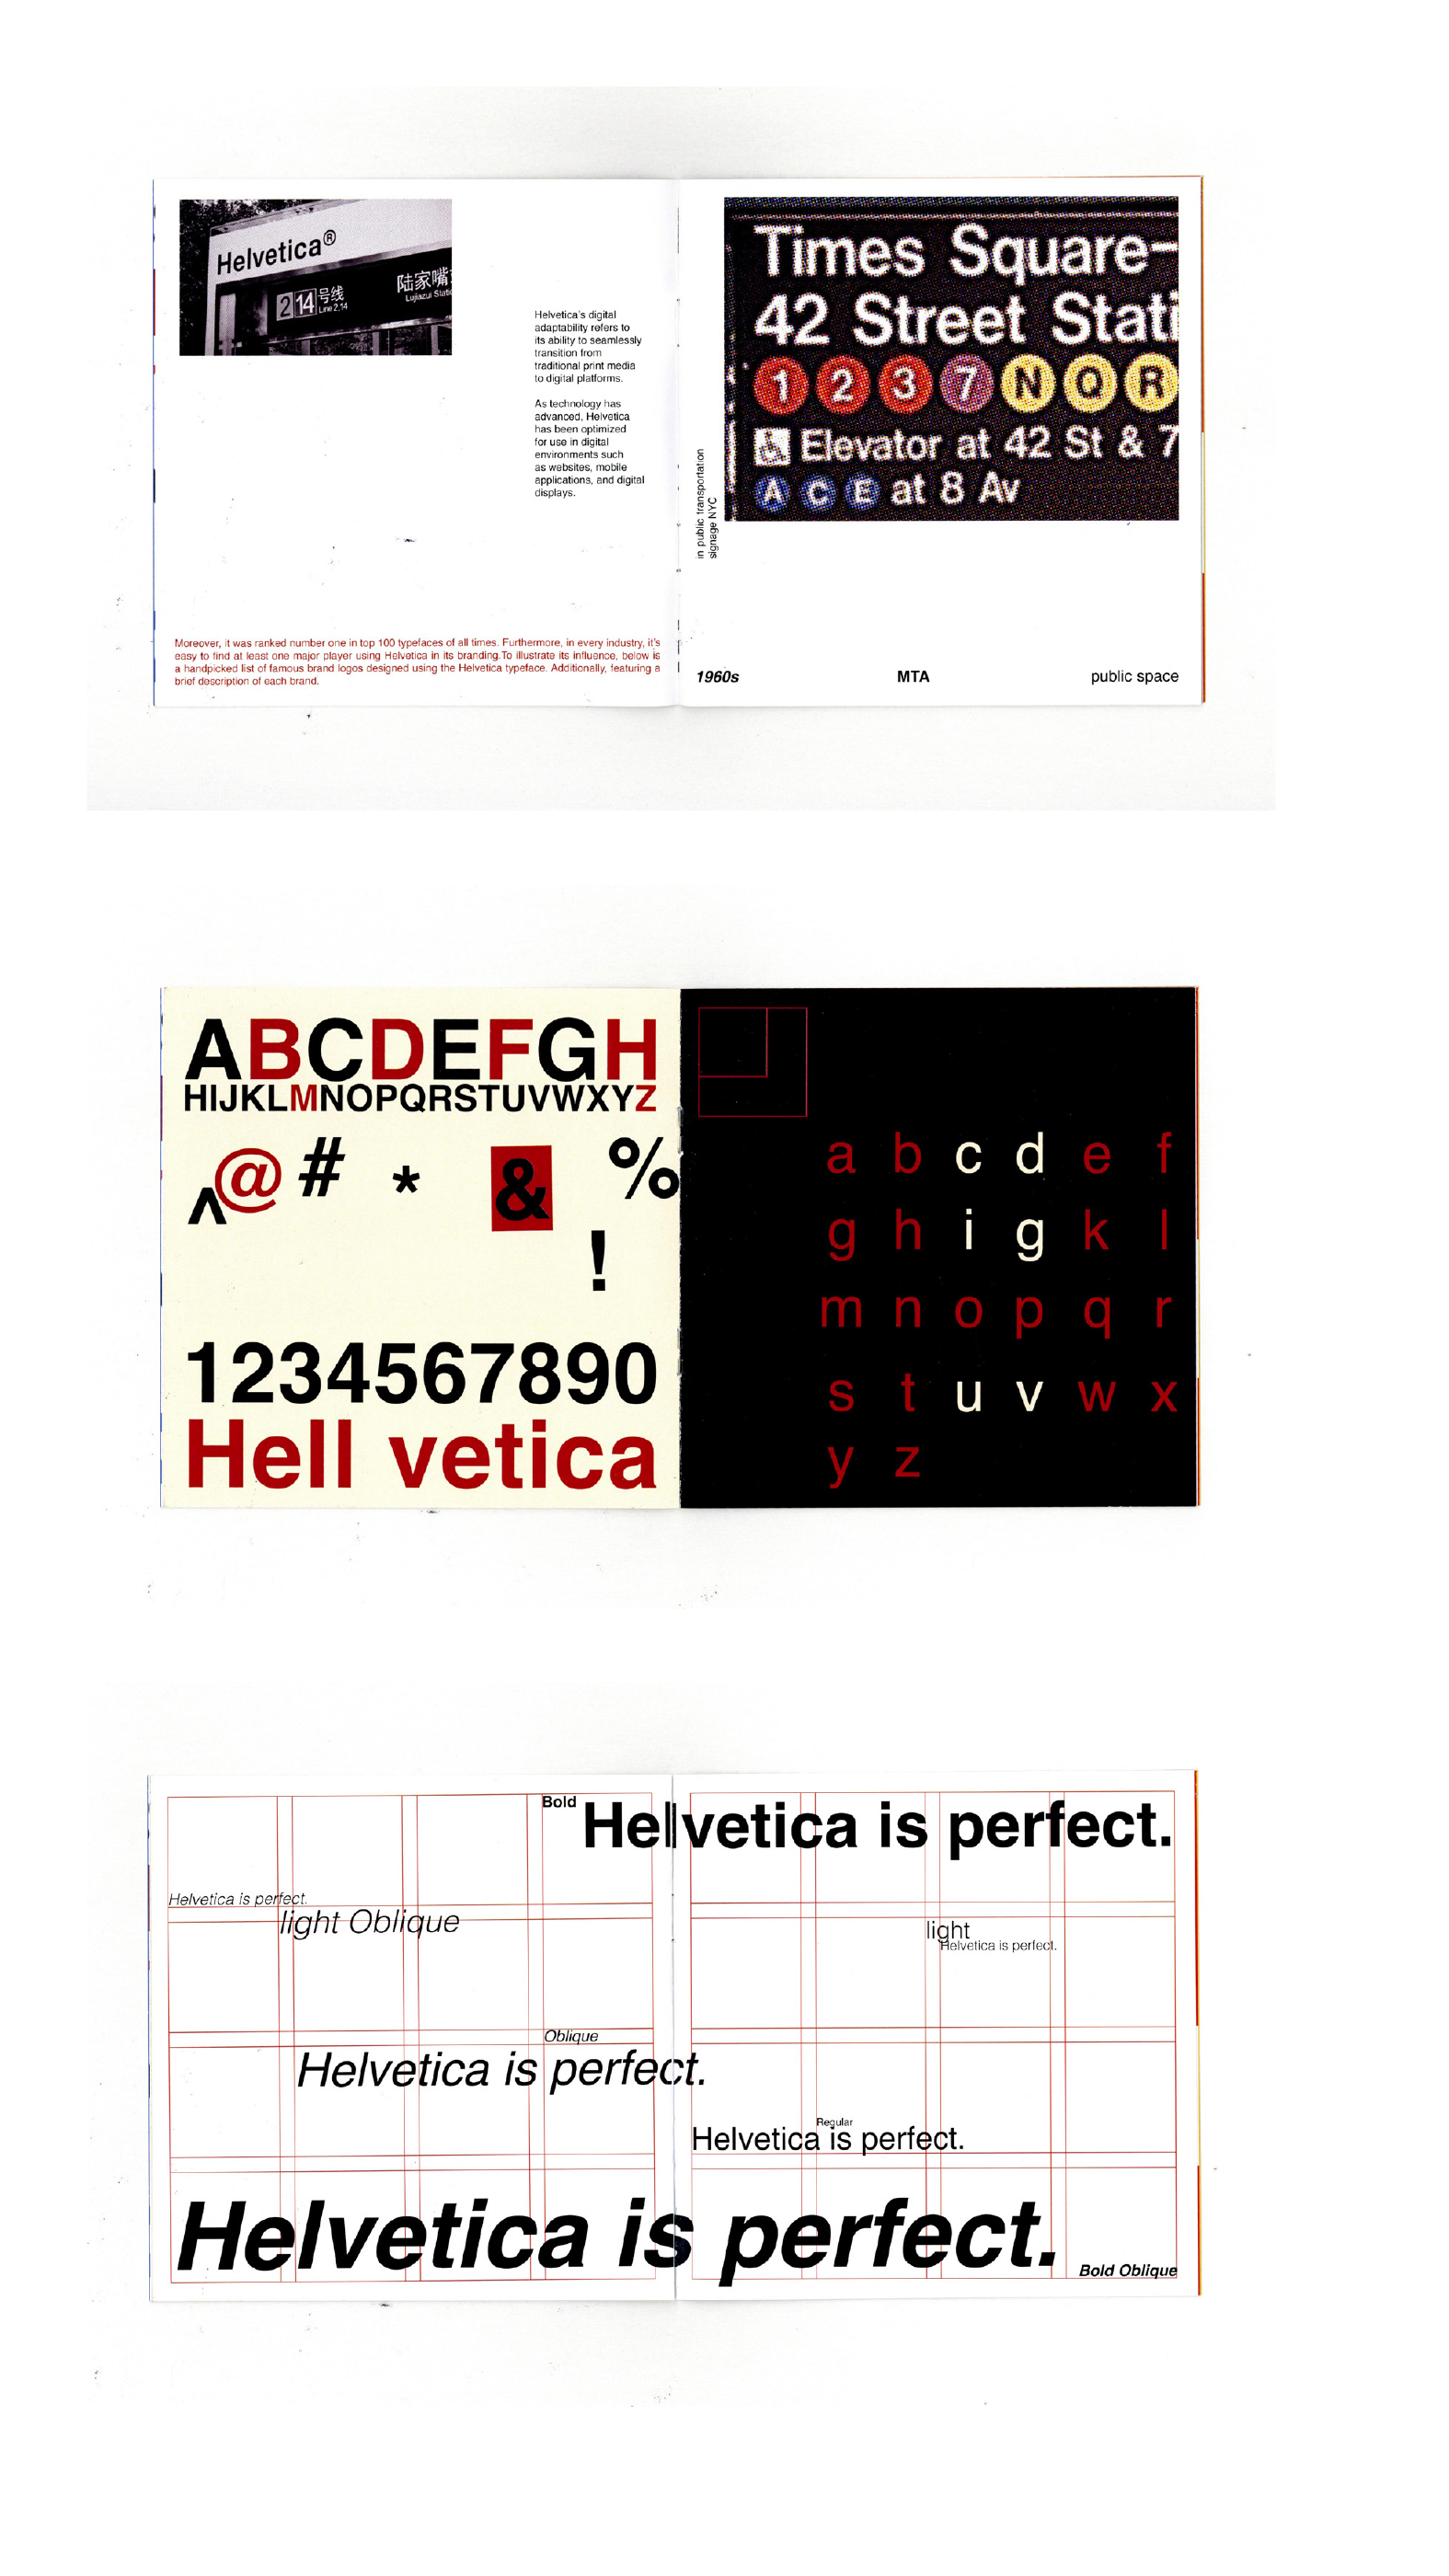 Helvetica®
2 14 号线
Line 2,14
陆家嘴
Lujiazui Stati
Helvetica's digital
adaptability refers to
its ability to seamlessly
transition from
traditional print media
to digital platforms.
As technology has
advanced, Helvetica
has been optimized
for use in digital
environments such
as websites, mobile
applications, and digital
displays.
Moreover, it was ranked number one in top 100 typefaces of all times. Furthermore, in every industry, it's
easy to find at least one major player using Helvetica in its branding.To illustrate its influence, below is
a handpicked list of famous brand logos designed using the Helvetica typeface. Additionally, featuring a
brief description of each brand.
in public transportation
signage NYC
Times Square-
42 Street Stati
1 2 3 7 N Q R
Elevator at 42 St & 7
A C E at 8 Av
1960s MTA public space
ABCDEFGH
HIJKLMNOPQRSTUVWXYZ
^ @ # * & %
!
1234567890
Hell vetica
a b c d e f
g h i g k l
m n o p q r
s t u v w x
y z
Bold Helvetica is perfect.
Helvetica is perfect.
light Oblique
light
Helvetica is perfect.
Oblique
Helvetica is perfect.
Regular
Helvetica is perfect.
Helvetica is perfect.
Bold Oblique